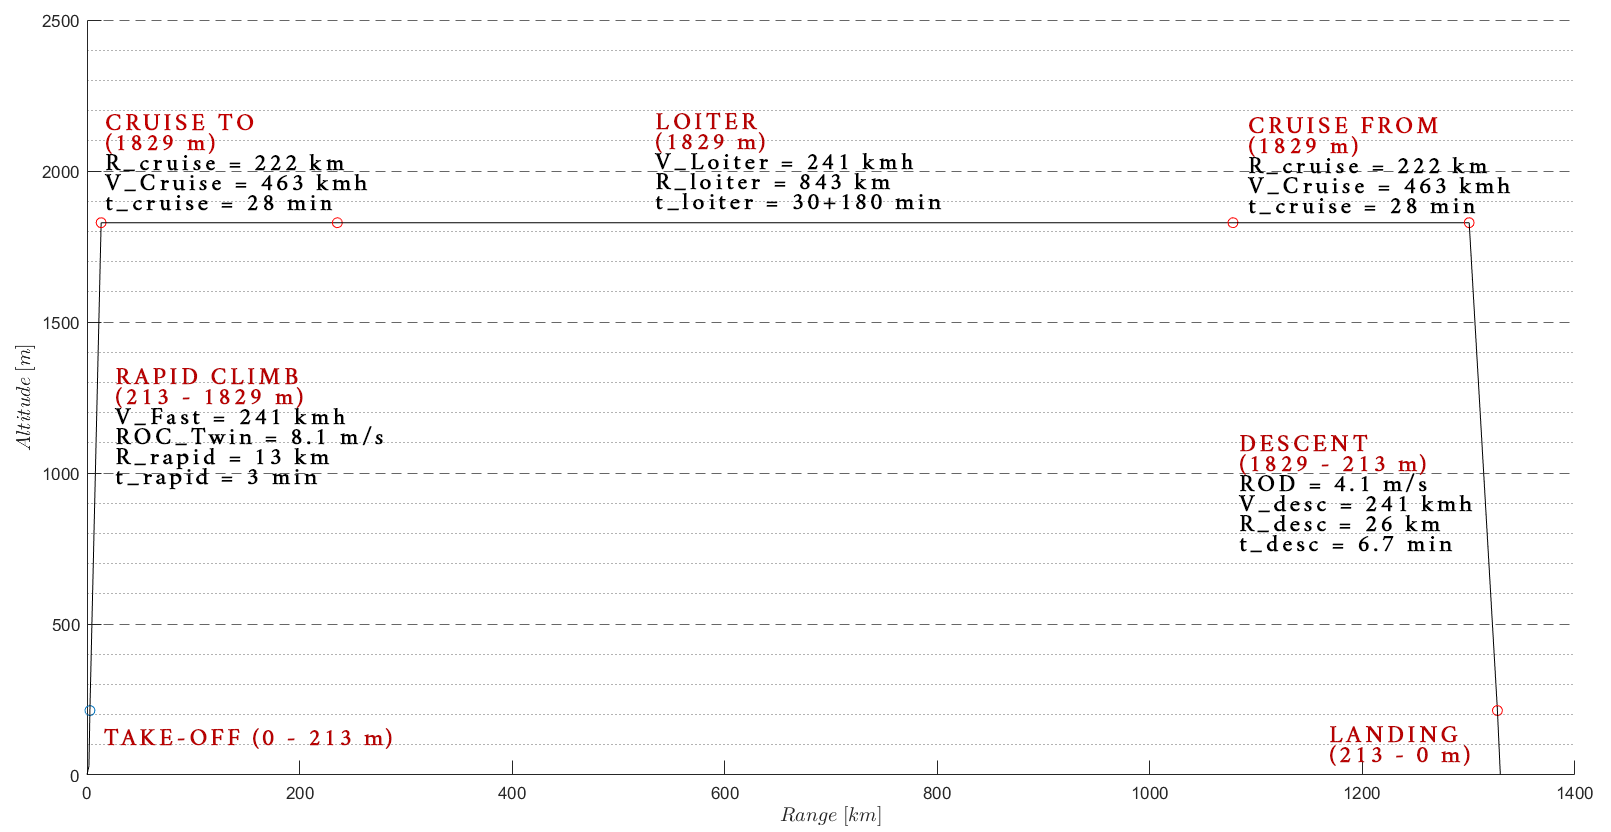 2500
2000
1500
1000
500
0
Altitude [m]
CRUISE TO
(1829 m)
R_cruise = 222 km
V_Cruise = 463 kmh
t_cruise = 28 min
LOITER
(1829 m)
V_Loiter = 241 kmh
R_loiter = 843 km
t_loiter = 30+180 min
CRUISE FROM
(1829 m)
R_cruise = 222 km
V_Cruise = 463 kmh
t_cruise = 28 min
RAPID CLIMB
(213 - 1829 m)
V_Fast = 241 kmh
ROC_Twin = 8.1 m/s
R_rapid = 13 km
t_rapid = 3 min
DESCENT
(1829 - 213 m)
ROD = 4.1 m/s
V_desc = 241 kmh
R_desc = 26 km
t_desc = 6.7 min
TAKE-OFF (0 - 213 m)
LANDING
(213 - 0 m)
0 200 400 600 800 1000 1200 1400
Range [km]